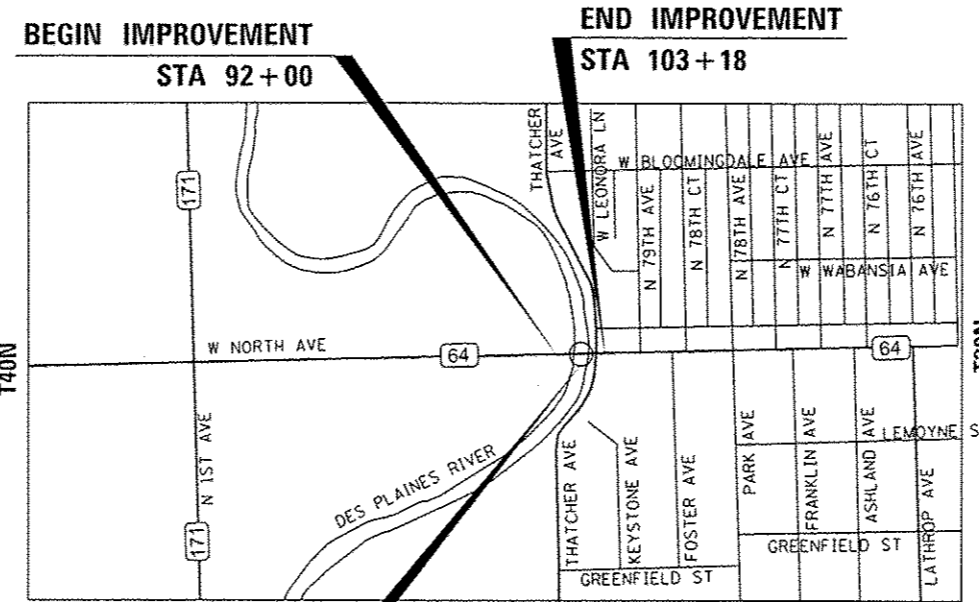 BEGIN IMPROVEMENT
STA 92+00
END IMPROVEMENT
STA 103+18
THATCHER AVE
W LEONORA LN
W BLOOMINGDALE AVE
N 79TH AVE
N 78TH CT
N 78TH AVE
N 77TH CT
N 77TH AVE
N 76TH CT
N 76TH AVE
W WABANSIA AVE
171
W NORTH AVE
64
64
T40N
N 1ST AVE
171
DES PLAINES RIVER
THATCHER AVE
KEYSTONE AVE
FOSTER AVE
PARK AVE
FRANKLIN AVE
ASHLAND AVE
LEMOYNE S
LATHROP AVE
GREENFIELD ST
GREENFIELD ST